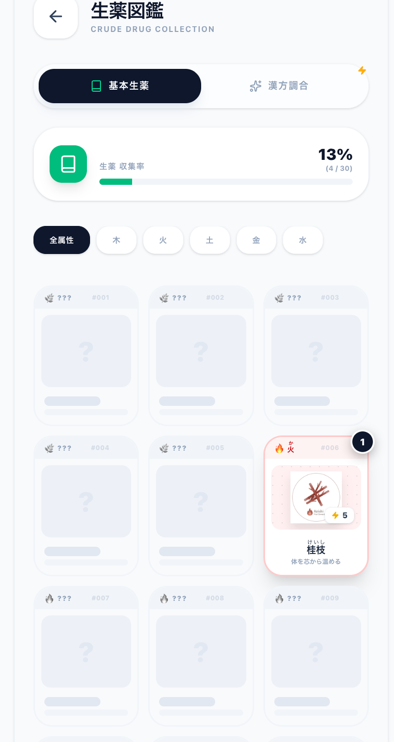 生薬図鑑
CRUDE DRUG COLLECTION
基本生薬
漢方調合
生薬 収集率
13%
(4 / 30)
全属性
木
火
土
金
水
??? #001
??? #002
??? #003
?
?
?
??? #004
??? #005
か
火 #006
1
?
?
5
けいし
桂枝
体を芯から温める
??? #007
??? #008
??? #009
?
?
?